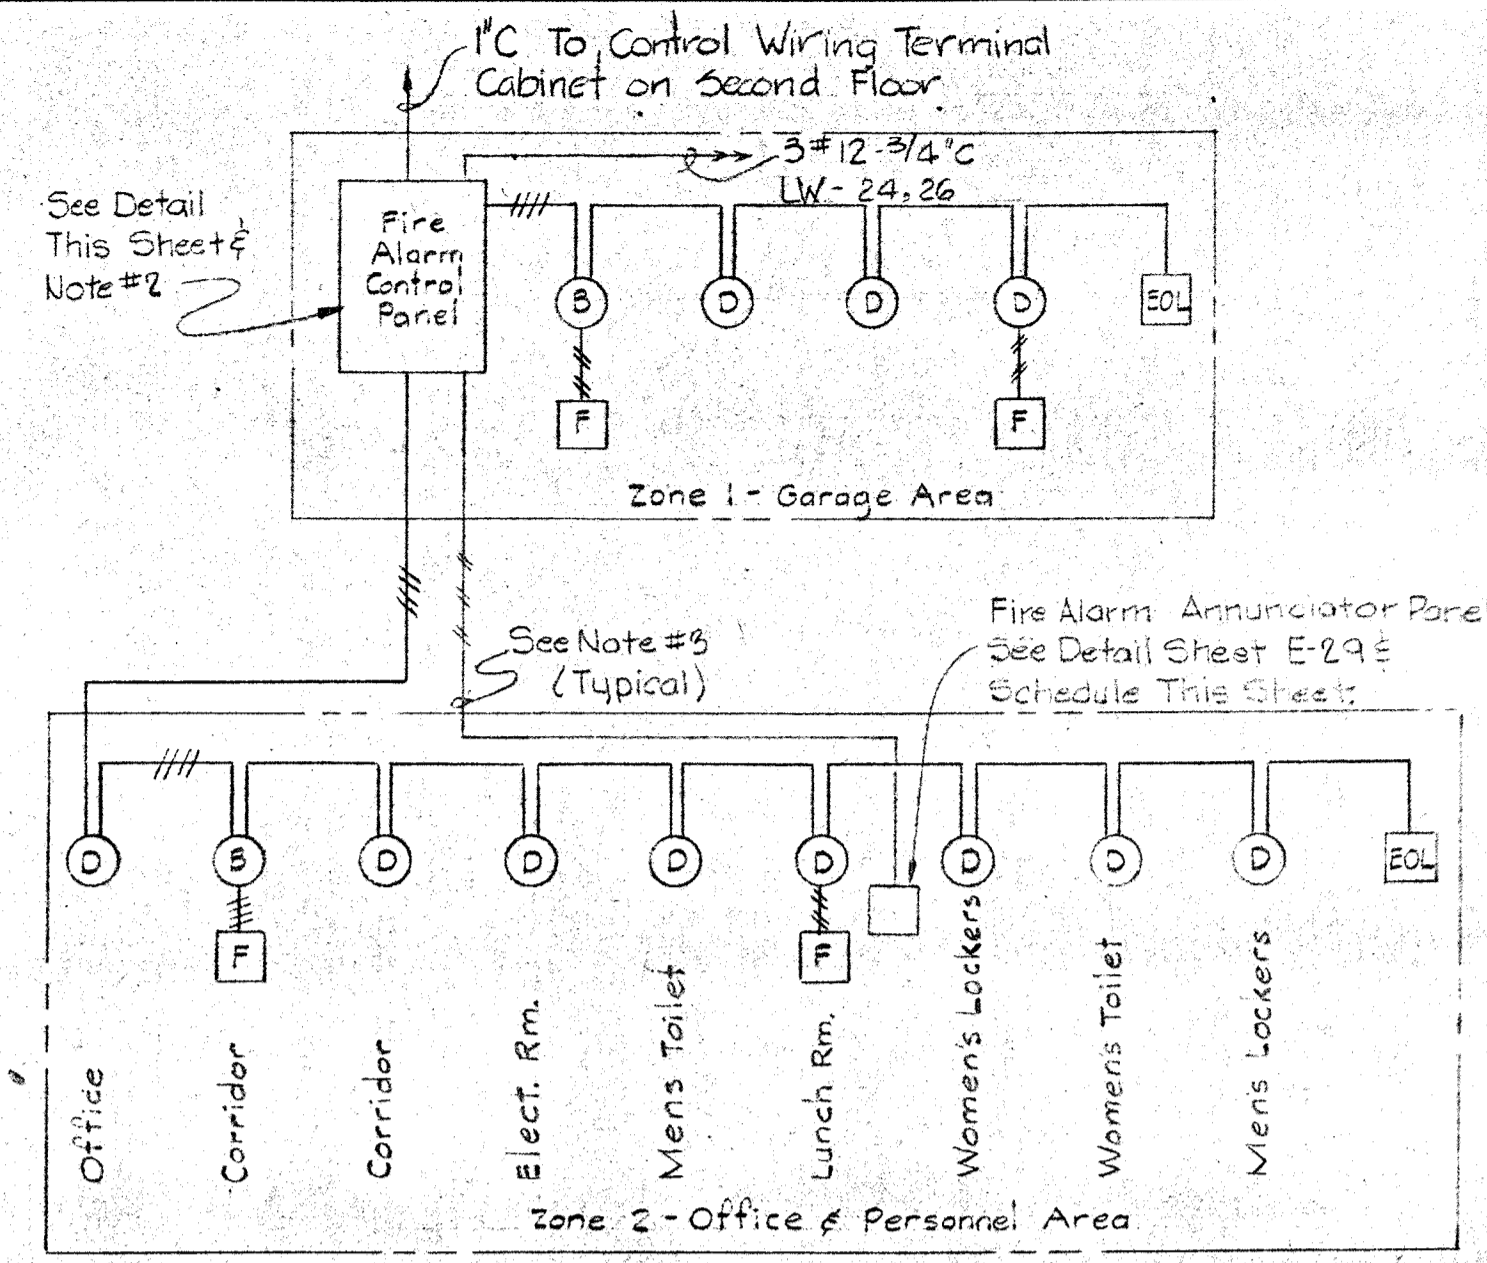 1"C To Control Wiring Terminal
Cabinet on Second Floor
3#12-3/4"C
LW-24,26
See Detail
This Sheet &
Note #2
Fire
Alarm
Control
Panel
B
D
D
D
EOL
F
F
Zone 1 - Garage Area
Fire Alarm Annunciator Pane
See Detail Sheet E-29 &
Schedule This Sheet
See Note #3
(Typical)
D
B
D
D
D
D
D
D
D
EOL
F
F
Office
Corridor
Corridor
Elect. Rm.
Mens Toilet
Lunch Rm.
Women's Lockers
Women's Toilet
Men's Lockers
Zone 2 - Office & Personnel Area